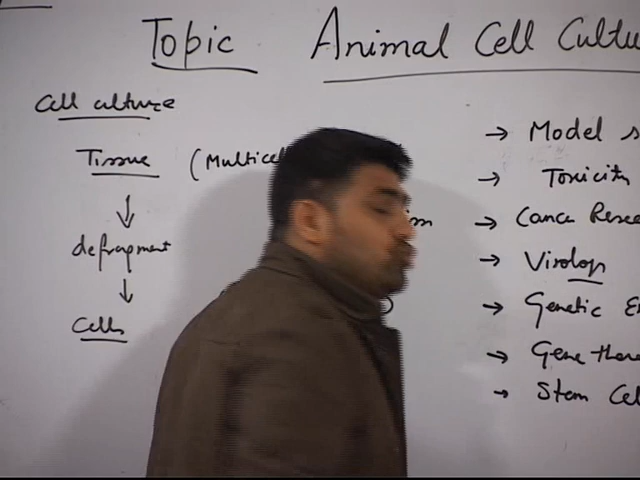 Topic Animal Cell Cultu
Cell culture
Tissue (Multicel
defragment
Cells
→ Model s
→ Toxicity
→ Cancer Resea
→ Virology
→ Genetic E
→ Gene thera
→ Stem Cel